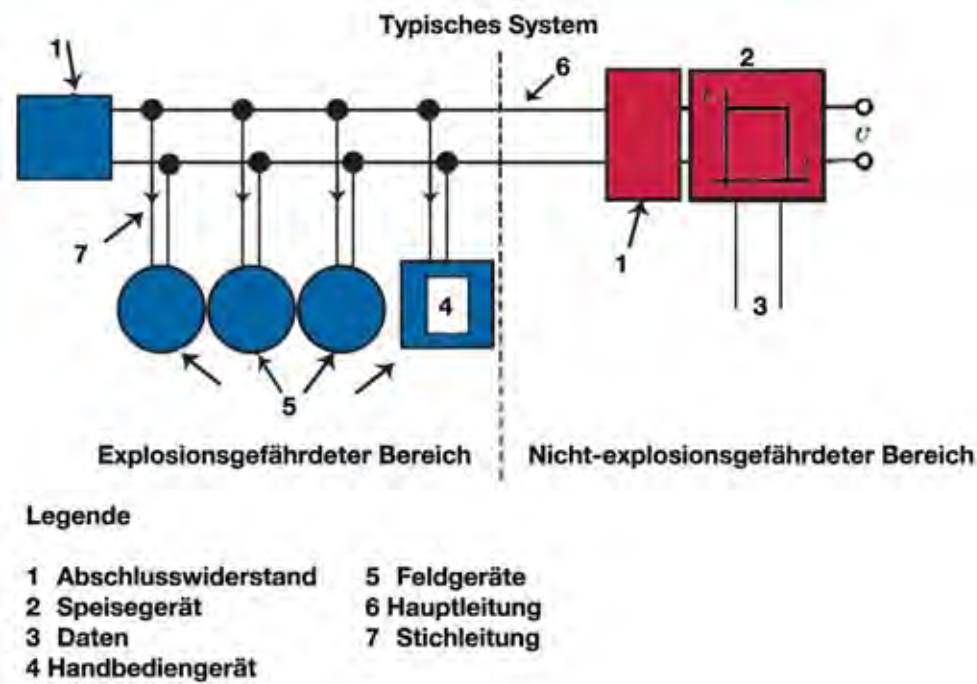 Typisches System
1
6
2
υ
7
1
4
3
5
Explosionsgefährdeter Bereich
Nicht-explosionsgefährdeter Bereich
Legende
1 Abschlusswiderstand
2 Speisegerät
3 Daten
4 Handbediengerät
5 Feldgeräte
6 Hauptleitung
7 Stichleitung